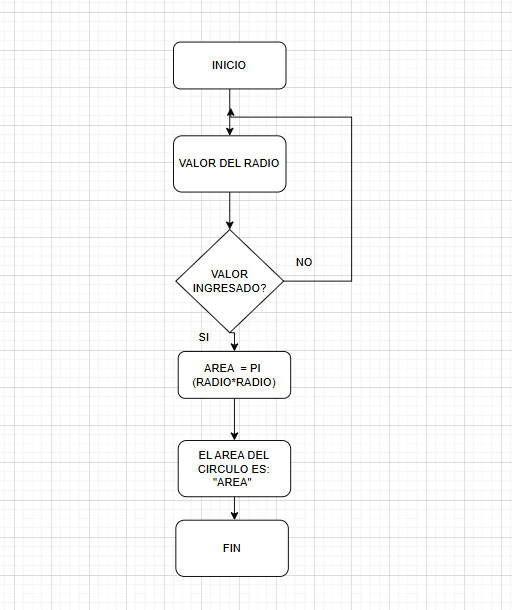 INICIO
VALOR DEL RADIO
VALOR
INGRESADO?
NO
SI
AREA = PI
(RADIO*RADIO)
EL AREA DEL
CIRCULO ES:
"AREA"
FIN